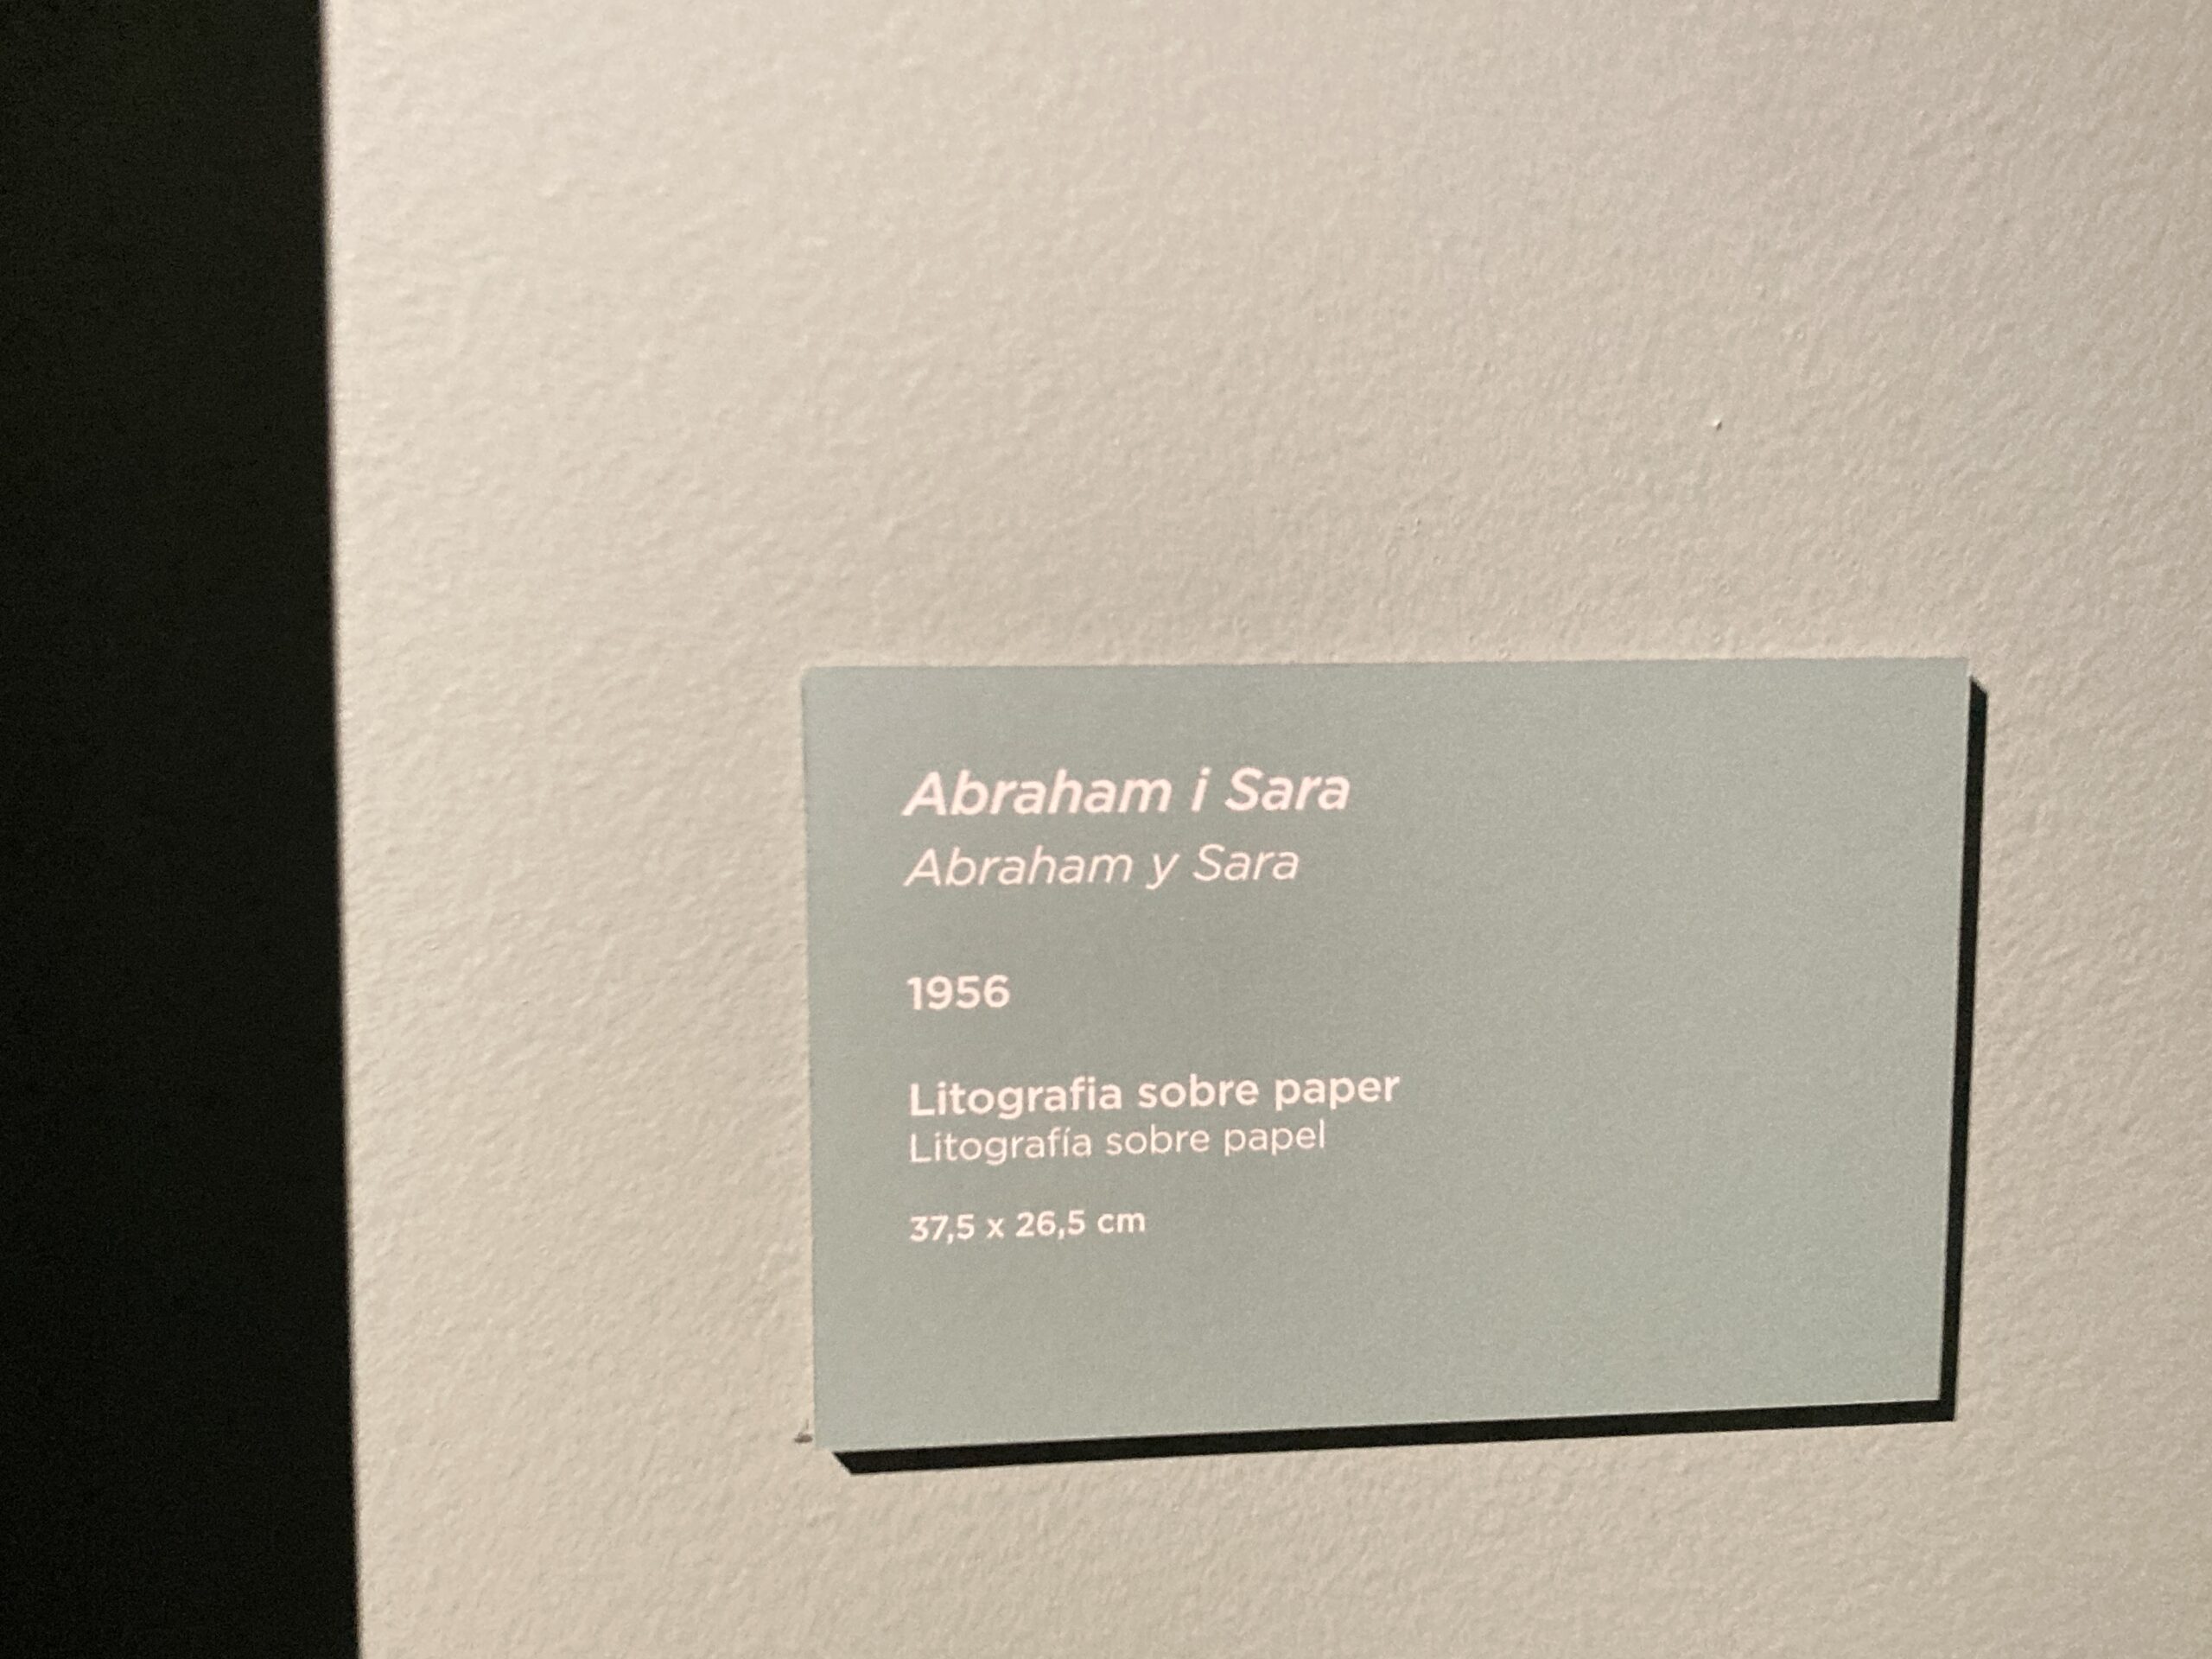 Abraham i Sara
Abraham y Sara
1956
Litografia sobre paper
Litografía sobre papel
37,5 x 26,5 cm